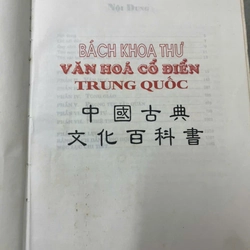 BÁCH KHOA THƯ
VĂN HOÁ CỔ ĐIỂN
TRUNG QUỐC
中國古典
文化百科書